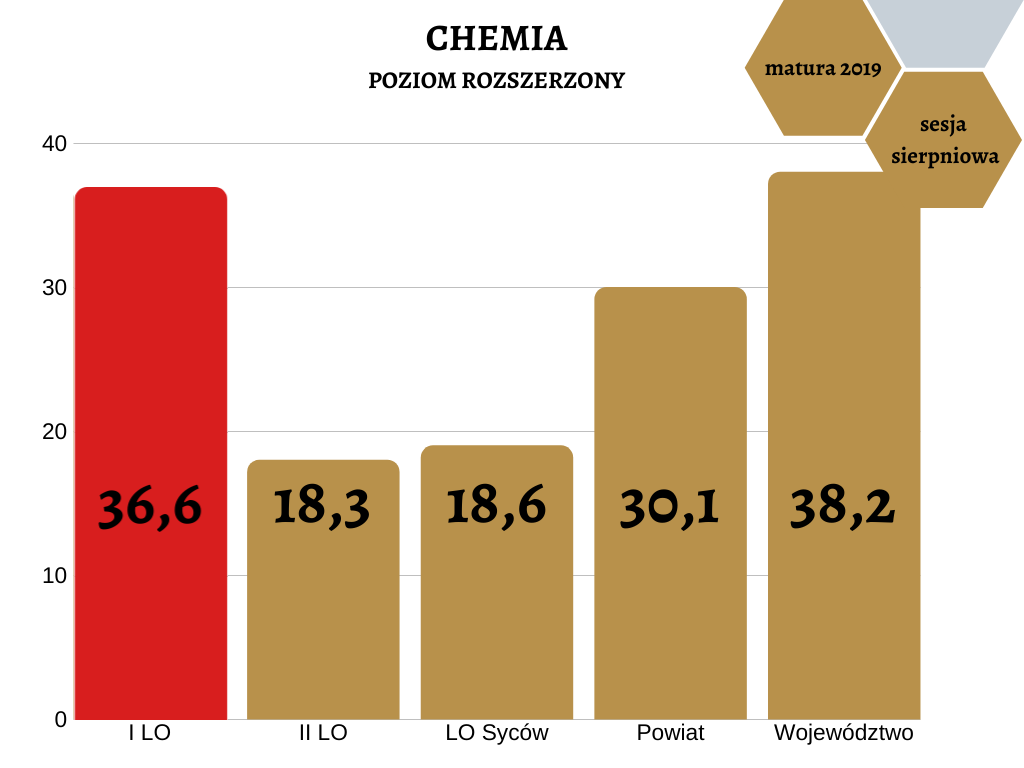 CHEMIA
POZIOM ROZSZERZONY
matura 2019
sesja
sierpniowa
40
30
20
10
0
36,6
18,3
18,6
30,1
38,2
I LO
II LO
LO Syców
Powiat
Województwo